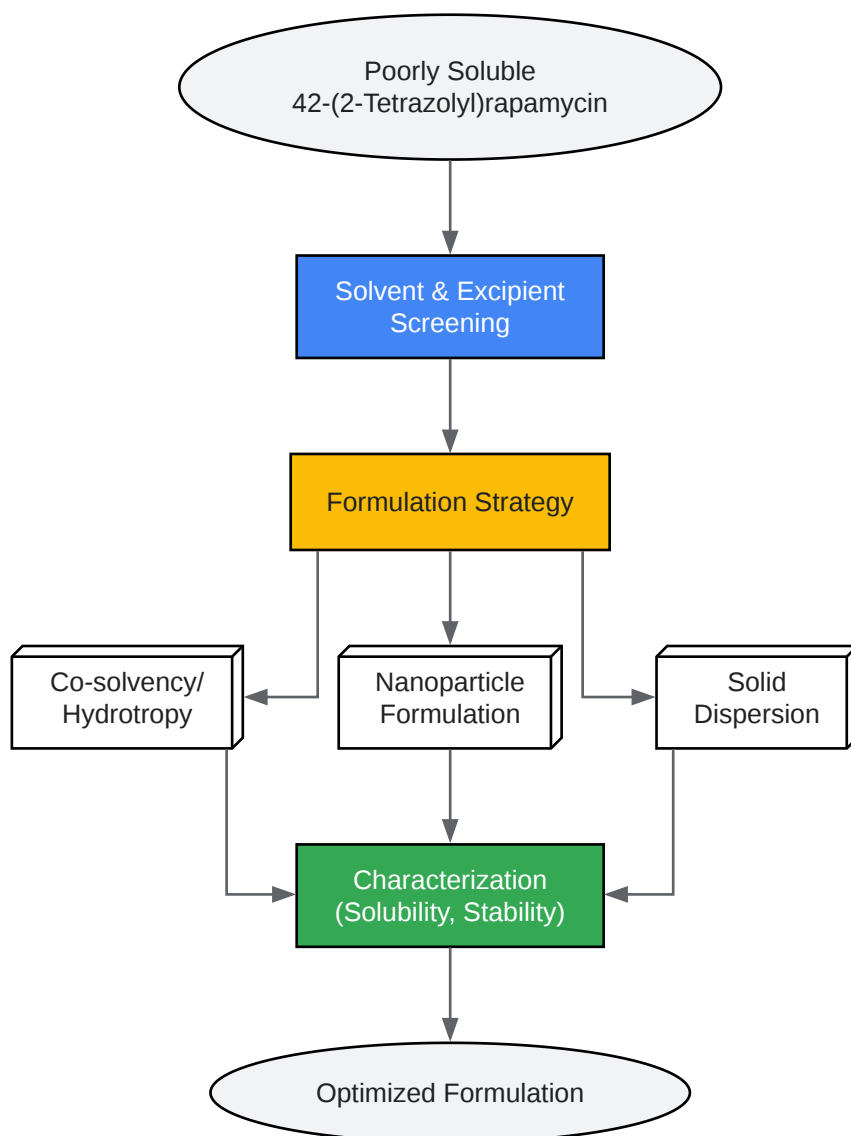 Poorly Soluble
42-(2-Tetrazolyl)rapamycin
Solvent & Excipient
Screening
Formulation Strategy
Co-solvency/
Hydrotropy
Nanoparticle
Formulation
Solid
Dispersion
Characterization
(Solubility, Stability)
Optimized Formulation